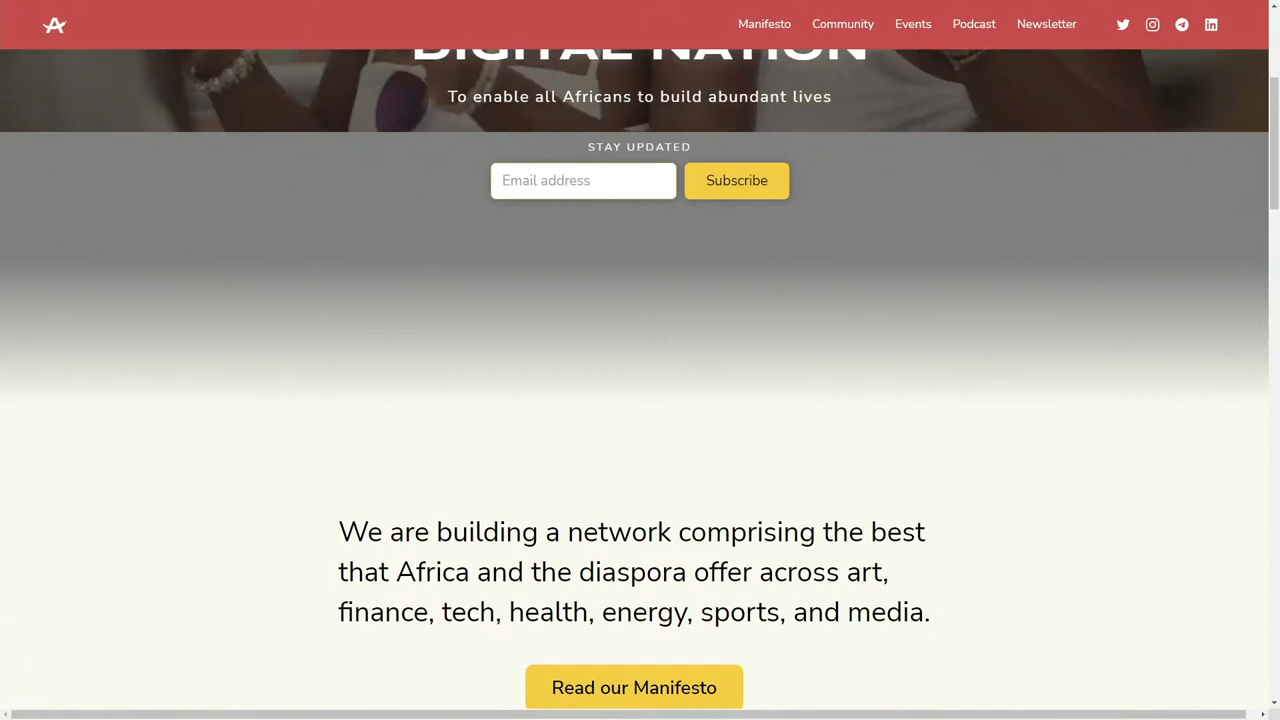 Manifesto Community Events Podcast Newsletter
DIGITAL NATION
To enable all Africans to build abundant lives
STAY UPDATED
Email address Subscribe
We are building a network comprising the best
that Africa and the diaspora offer across art,
finance, tech, health, energy, sports, and media.
Read our Manifesto